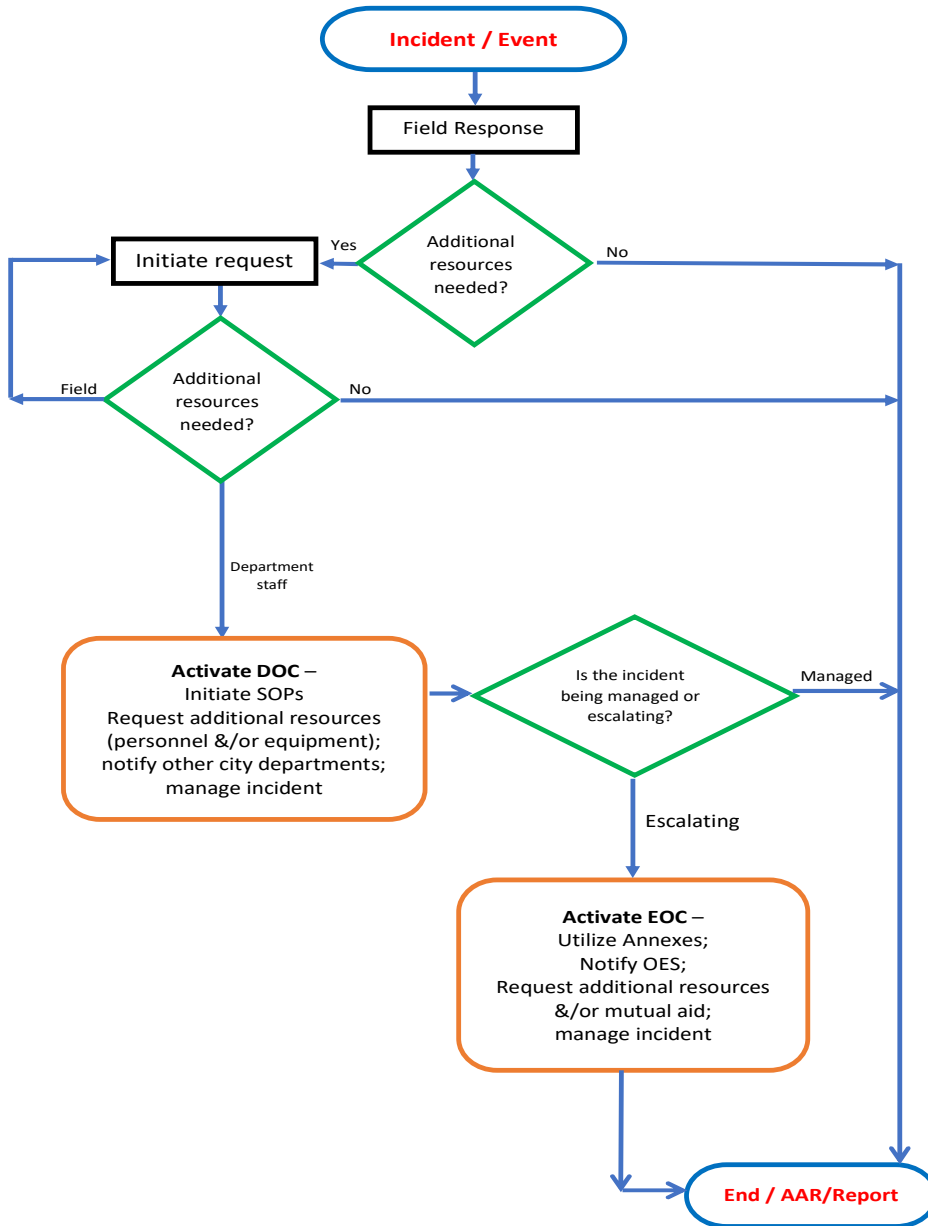 Incident / Event
Field Response
Additional
resources
needed?
Yes
No
Initiate request
Additional
resources
needed?
Field
No
Department
staff
Activate DOC –
Initiate SOPs
Request additional resources
(personnel &/or equipment);
notify other city departments;
manage incident
Is the incident
being managed or
escalating?
Managed
Escalating
Activate EOC –
Utilize Annexes;
Notify OES;
Request additional resources
&/or mutual aid;
manage incident
End / AAR/Report